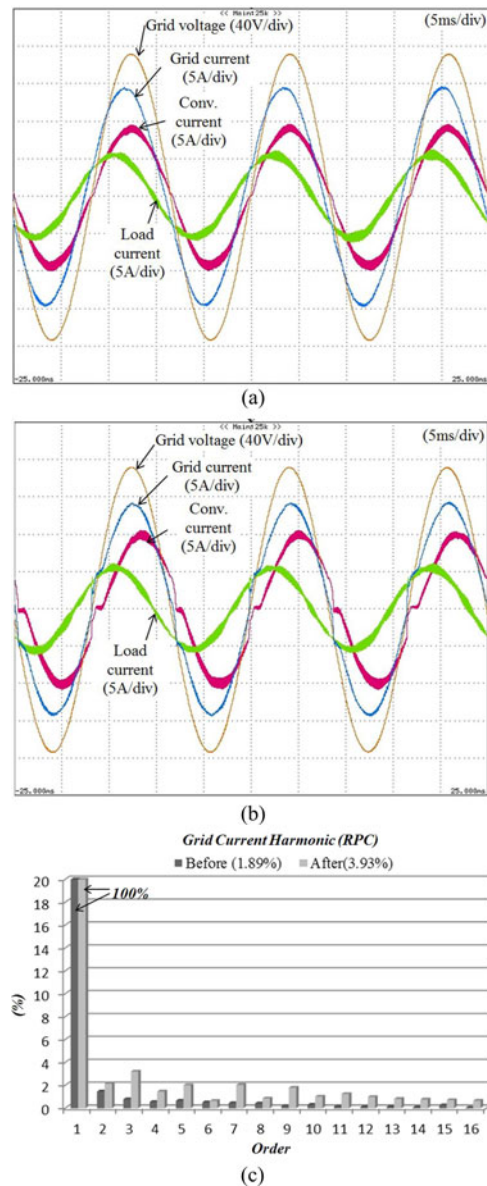 << Main:25k >>
Grid voltage (40V/div)
(5ms/div)
Grid current
(5A/div)
Conv.
current
(5A/div)
Load
current
(5A/div)
-25.000ms
25.000ms
(a)
<< Main:25k >>
Grid voltage (40V/div)
(5ms/div)
Grid current
(5A/div)
Conv.
current
(5A/div)
Load
current
(5A/div)
-25.000ms
25.000ms
(b)
Grid Current Harmonic (RPC)
Before (1.89%) After(3.93%)
100%
20
18
16
14
12
10
8
6
4
2
0
(%)
1 2 3 4 5 6 7 8 9 10 11 12 13 14 15 16
Order
(c)